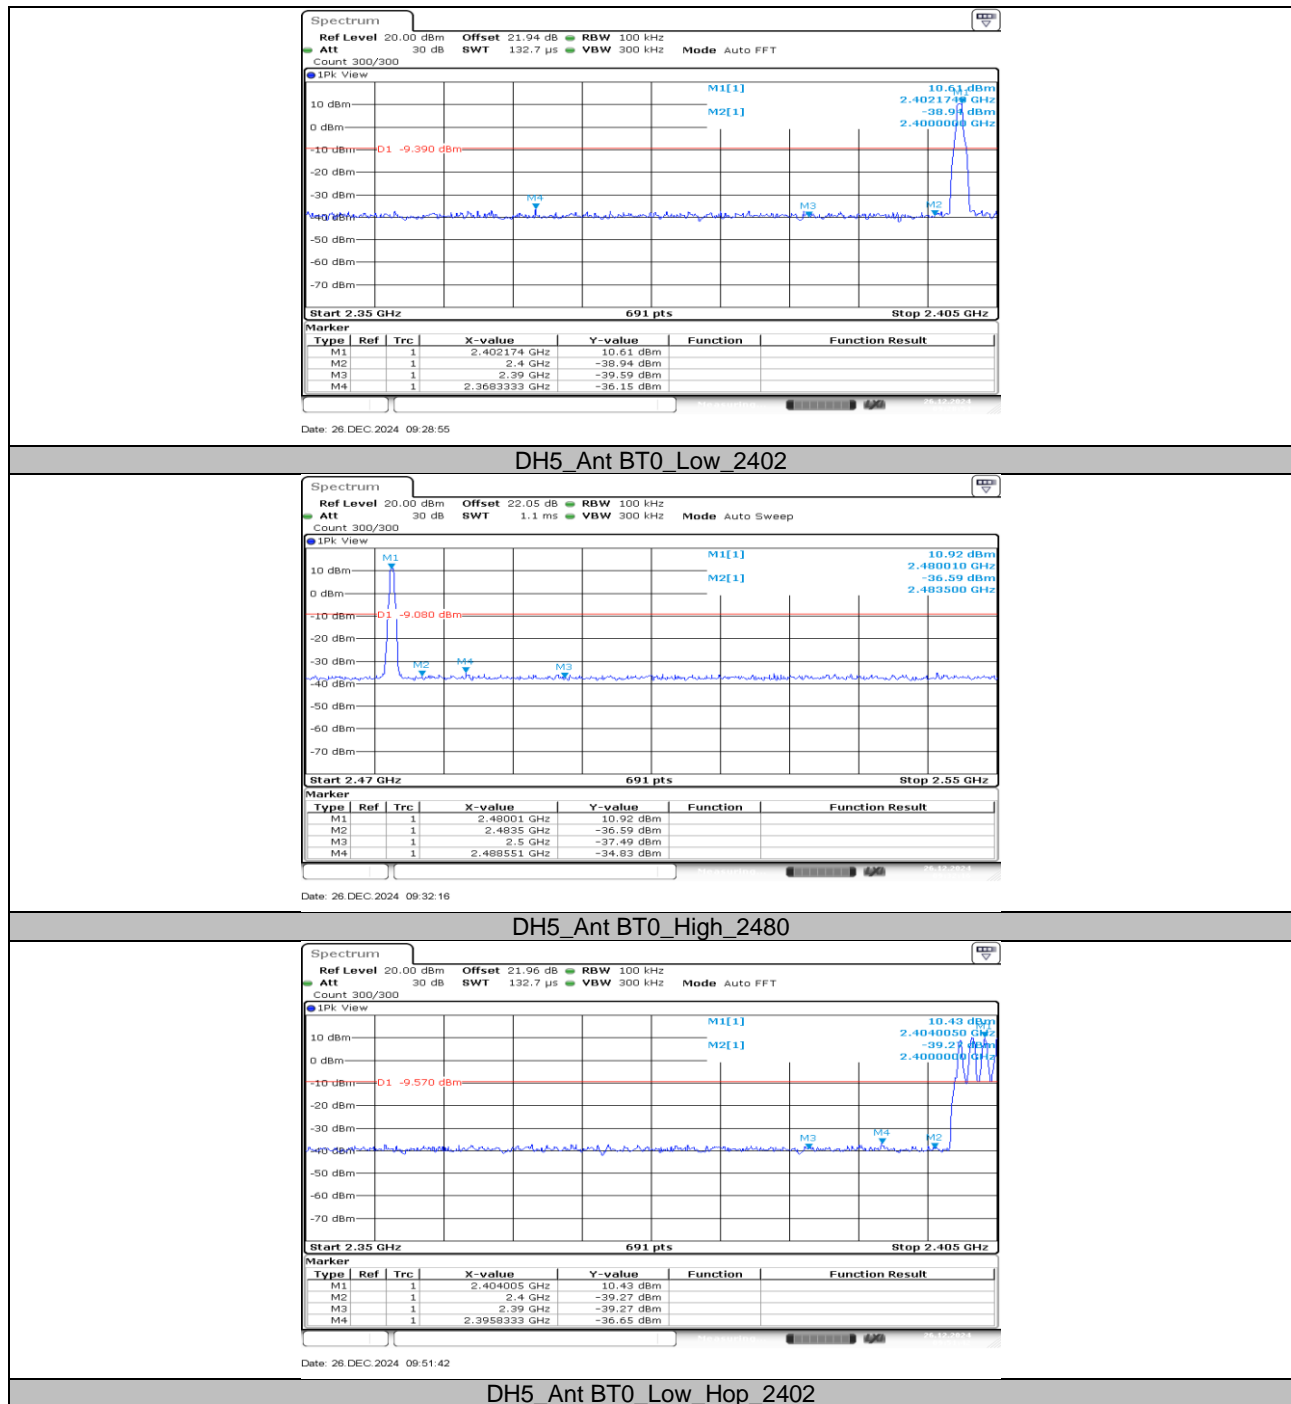 Spectrum
Ref Level 20.00 dBm Offset 21.94 dB RBW 100 kHz
Att 30 dB SWT 132.7 µs VBW 300 kHz Mode Auto FFT
Count 300/300
1Pk View
M1[1] 10.61 dBm
2.4021740 GHz
M2[1] -38.94 dBm
2.4000000 GHz
M1
10 dBm
0 dBm
-10 dBm D1 -9.390 dBm
-20 dBm
-30 dBm
M4 M3 M2
-40 dBm
-50 dBm
-60 dBm
-70 dBm
Start 2.35 GHz 691 pts Stop 2.405 GHz
Marker
Type Ref Trc X-value Y-value Function Function Result
M1 1 2.402174 GHz 10.61 dBm
M2 1 2.4 GHz -38.94 dBm
M3 1 2.39 GHz -39.59 dBm
M4 1 2.3683333 GHz -36.15 dBm
Date: 26.DEC.2024 09:28:55
DH5_Ant BT0_Low_2402
Spectrum
Ref Level 20.00 dBm Offset 22.05 dB RBW 100 kHz
Att 30 dB SWT 1.1 ms VBW 300 kHz Mode Auto Sweep
Count 300/300
1Pk View
M1[1] 10.92 dBm
2.480010 GHz
M2[1] -36.59 dBm
2.483500 GHz
M1
10 dBm
0 dBm
-10 dBm D1 -9.080 dBm
-20 dBm
-30 dBm
M2 M4 M3
-40 dBm
-50 dBm
-60 dBm
-70 dBm
Start 2.47 GHz 691 pts Stop 2.55 GHz
Marker
Type Ref Trc X-value Y-value Function Function Result
M1 1 2.48001 GHz 10.92 dBm
M2 1 2.4835 GHz -36.59 dBm
M3 1 2.5 GHz -37.49 dBm
M4 1 2.488551 GHz -34.83 dBm
Date: 26.DEC.2024 09:32:16
DH5_Ant BT0_High_2480
Spectrum
Ref Level 20.00 dBm Offset 21.96 dB RBW 100 kHz
Att 30 dB SWT 132.7 µs VBW 300 kHz Mode Auto FFT
Count 300/300
1Pk View
M1[1] 10.43 dBm
2.4040050 GHz
M2[1] -39.27 dBm
2.4000000 GHz
M1
10 dBm
0 dBm
-10 dBm D1 -9.570 dBm
-20 dBm
-30 dBm
M3 M4 M2
-40 dBm
-50 dBm
-60 dBm
-70 dBm
Start 2.35 GHz 691 pts Stop 2.405 GHz
Marker
Type Ref Trc X-value Y-value Function Function Result
M1 1 2.404005 GHz 10.43 dBm
M2 1 2.4 GHz -39.27 dBm
M3 1 2.39 GHz -39.27 dBm
M4 1 2.3958333 GHz -36.65 dBm
Date: 26.DEC.2024 09:51:42
DH5_Ant BT0_Low_Hop_2402